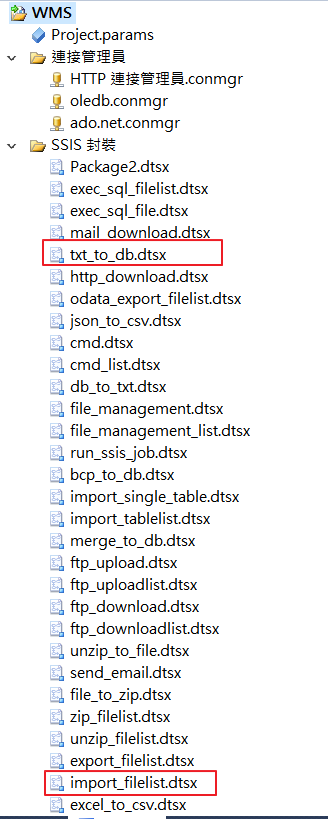 WMS
Project.params
連接管理員
HTTP 連接管理員.conmgr
oledb.conmgr
ado.net.conmgr
SSIS 封裝
Package2.dtsx
exec_sql_filelist.dtsx
exec_sql_file.dtsx
mail_download.dtsx
txt_to_db.dtsx
http_download.dtsx
odata_export_filelist.dtsx
json_to_csv.dtsx
cmd.dtsx
cmd_list.dtsx
db_to_txt.dtsx
file_management.dtsx
file_management_list.dtsx
run_ssis_job.dtsx
bcp_to_db.dtsx
import_single_table.dtsx
import_tablelist.dtsx
merge_to_db.dtsx
ftp_upload.dtsx
ftp_uploadlist.dtsx
ftp_download.dtsx
ftp_downloadlist.dtsx
unzip_to_file.dtsx
send_email.dtsx
file_to_zip.dtsx
zip_filelist.dtsx
unzip_filelist.dtsx
export_filelist.dtsx
import_filelist.dtsx
excel_to_csv.dtsx